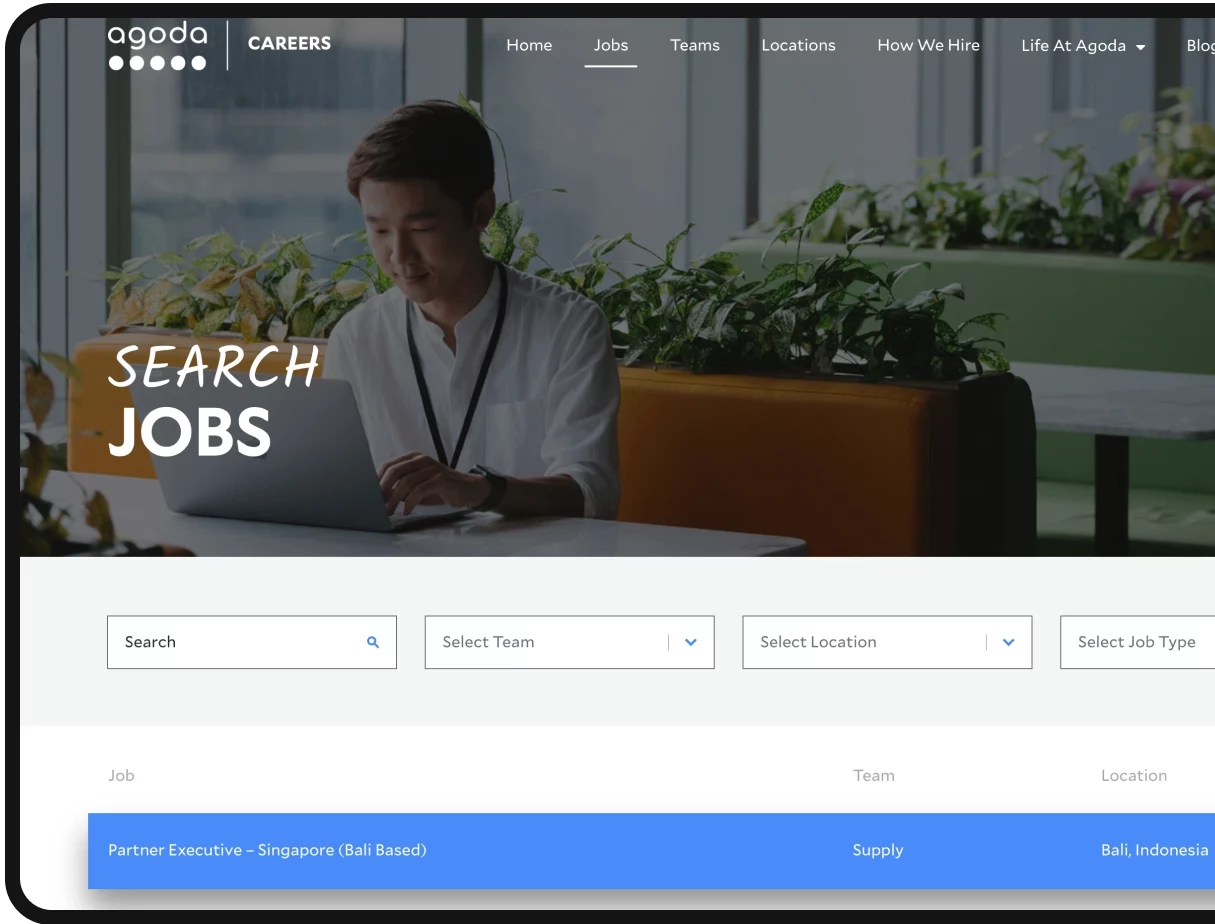 agoda
CAREERS
Home
Jobs
Teams
Locations
How We Hire
Life At Agoda
Blog
SEARCH
JOBS
Search
Select Team
Select Location
Select Job Type
Job
Team
Location
Partner Executive – Singapore (Bali Based)
Supply
Bali, Indonesia